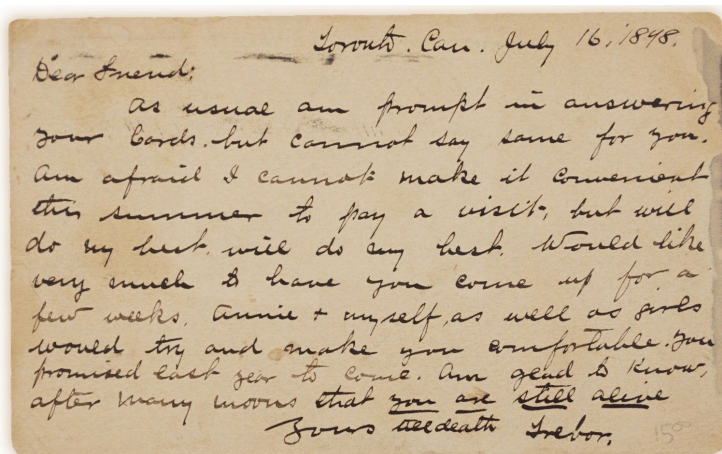 Toronto. Can. July 16, 1898.
Dear Friend:
As usual am prompt in answering
your Cards. but cannot say same for you.
Am afraid I cannot make it convenient
this summer to pay a visit, but will
do my best. will do my best. Would like
very much to have you come up for a
few weeks. Annie + myself, as well as girls
would try and make you comfortable. You
promised last year to come. Am glad to know,
after many moons that you are still alive
Yours till death Trevor.
1500